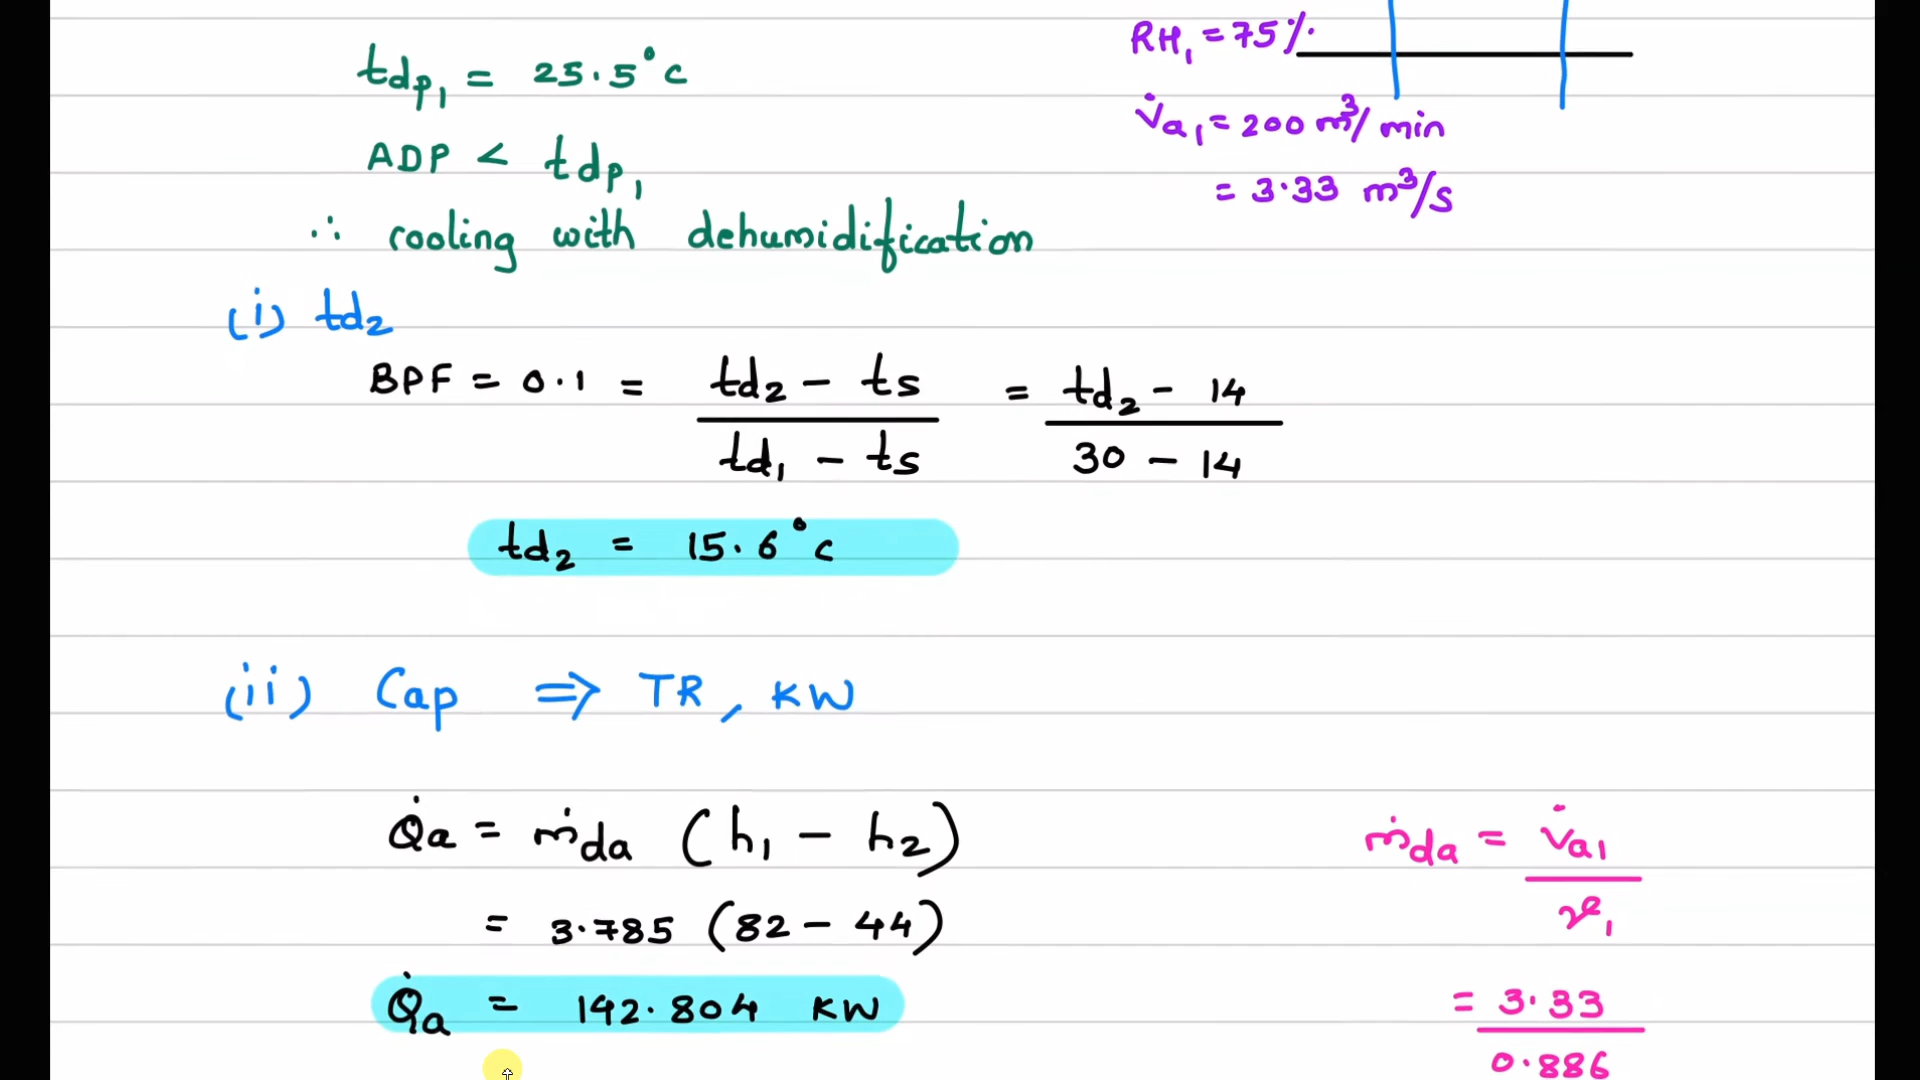 tdp₁ = 25.5°c
RH₁ = 75%
ADP < tdp₁
V̇a₁ = 200 m³/min
= 3.33 m³/s
∴ cooling with dehumidification
(i) td₂
BPF = 0.1 = td₂ - ts / td₁ - ts = td₂ - 14 / 30 - 14
td₂ = 15.6°c
(ii) Cap ⇒ TR, KW
Q̇a = ṁda (h₁ - h₂)
= 3.785 (82 - 44)
Q̇a = 142.804 KW
ṁda = V̇a₁ / v₁
= 3.33 / 0.886